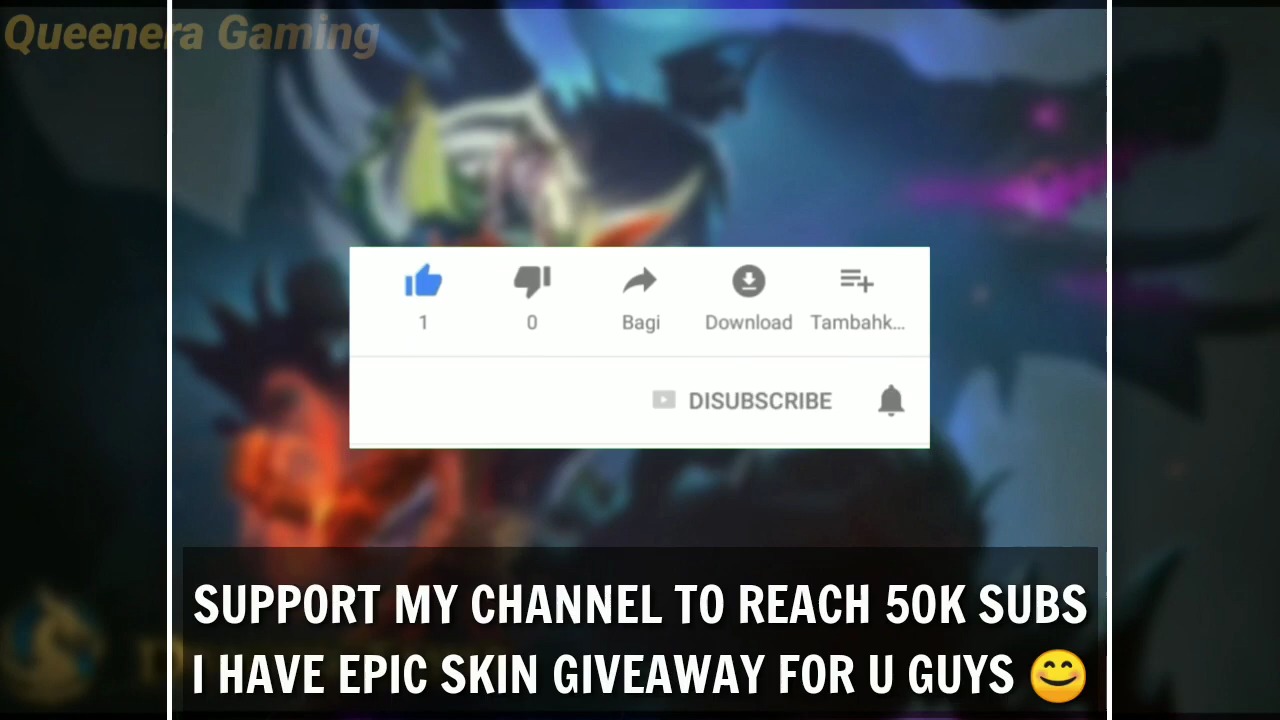 Queenera Gaming
1
0
Bagi
Download
Tambahk...
DISUBSCRIBE
SUPPORT MY CHANNEL TO REACH 50K SUBS
I HAVE EPIC SKIN GIVEAWAY FOR U GUYS 😊